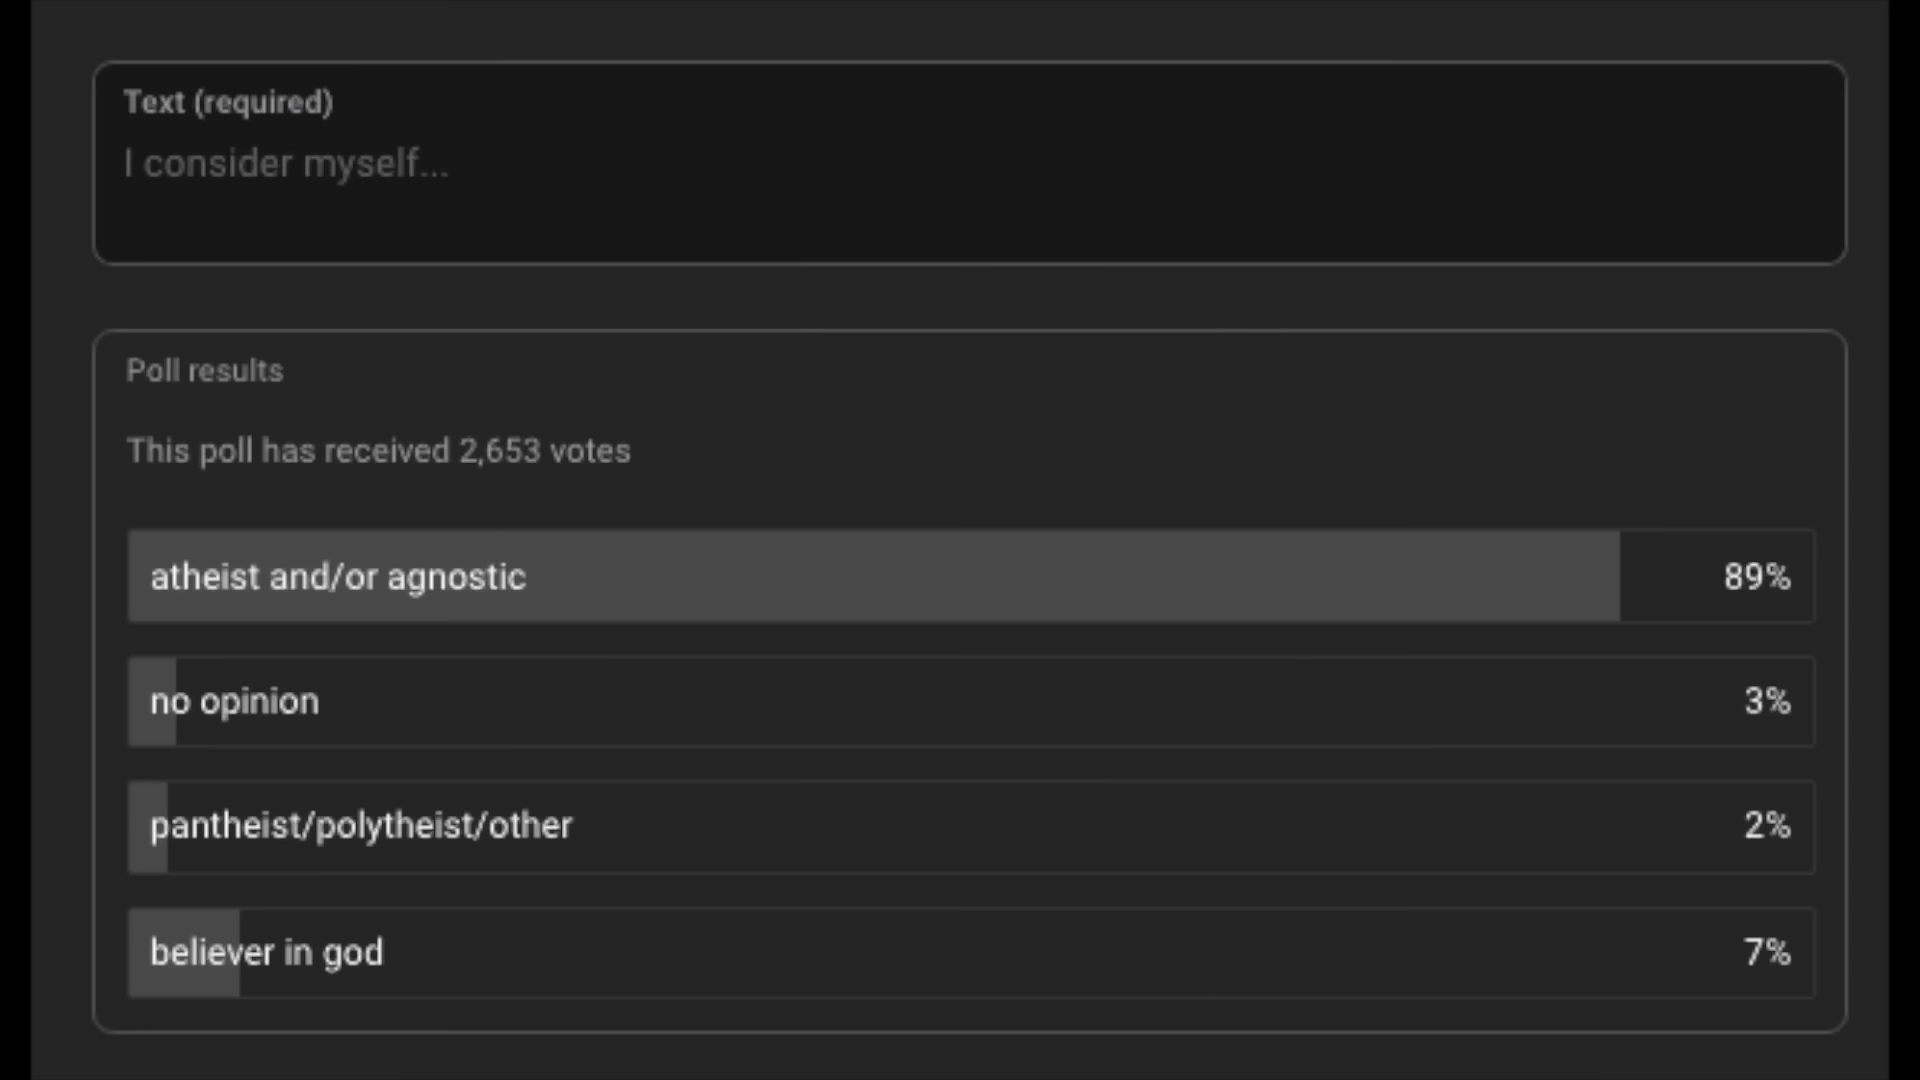 Text (required)
I consider myself...
Poll results
This poll has received 2,653 votes
atheist and/or agnostic 89%
no opinion 3%
pantheist/polytheist/other 2%
believer in god 7%